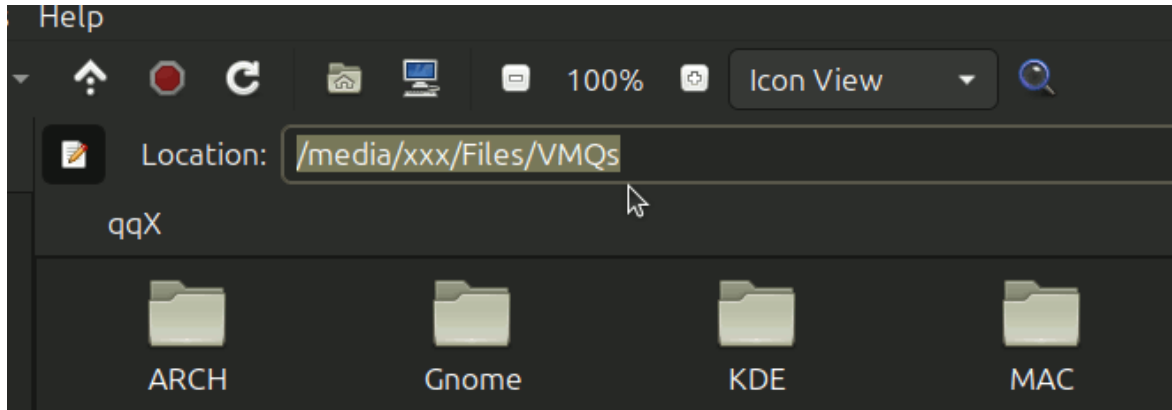 Help
100% Icon View
Location: /media/xxx/Files/VMQs
qqX
ARCH Gnome KDE MAC